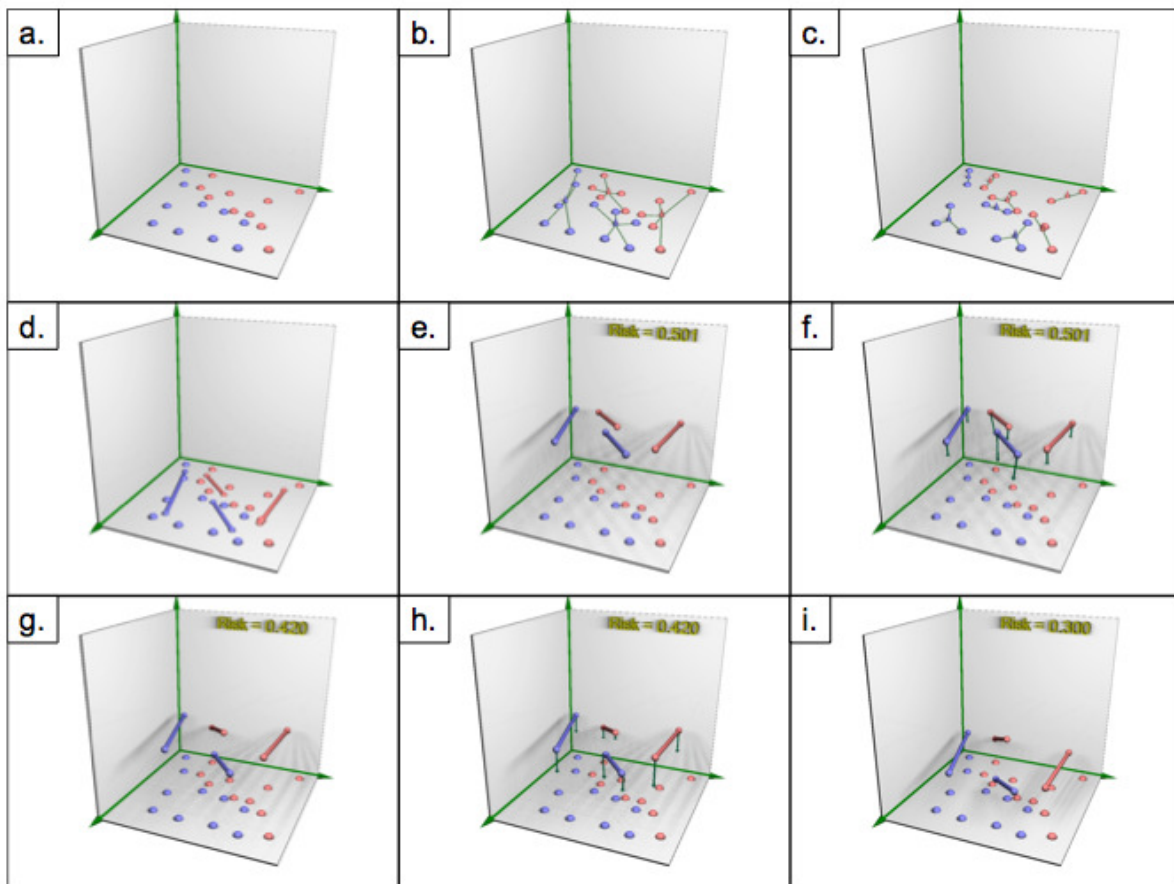 a.
b.
c.
d.
e.
Risk = 0.501
f.
Risk = 0.501
g.
Risk = 0.420
h.
Risk = 0.420
i.
Risk = 0.300